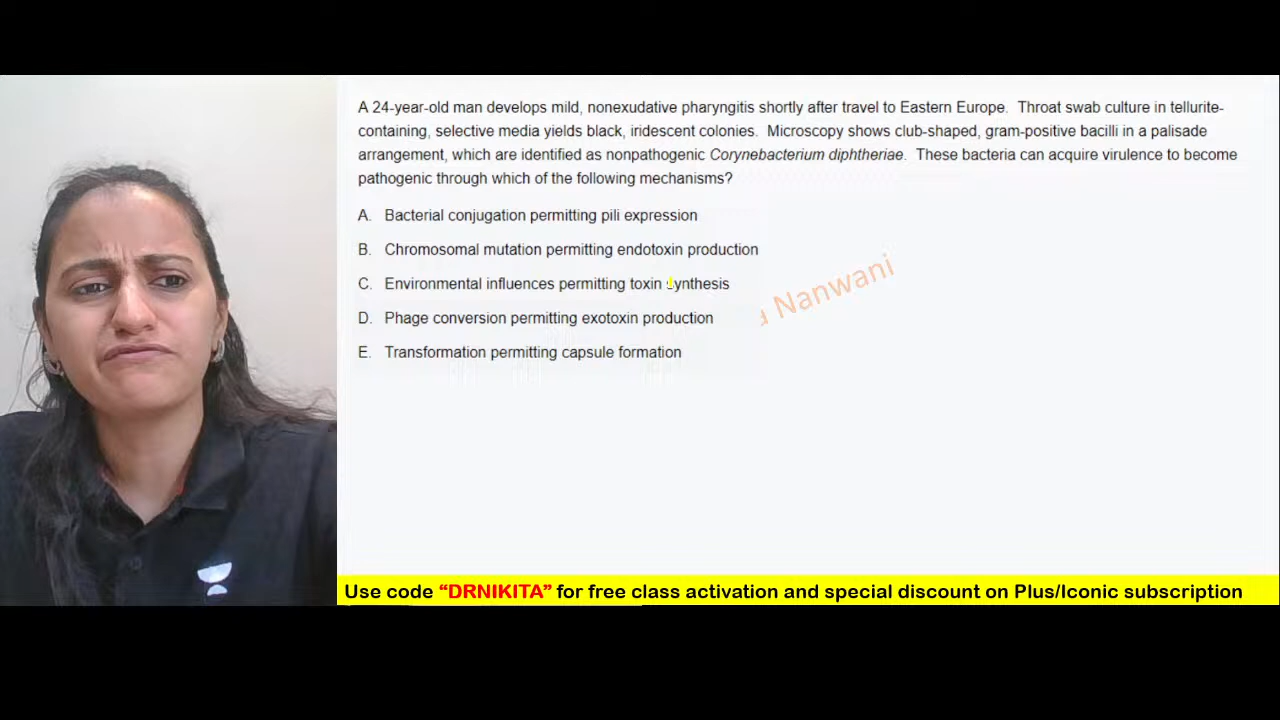 A 24-year-old man develops mild, nonexudative pharyngitis shortly after travel to Eastern Europe. Throat swab culture in tellurite-
containing, selective media yields black, iridescent colonies. Microscopy shows club-shaped, gram-positive bacilli in a palisade
arrangement, which are identified as nonpathogenic Corynebacterium diphtheriae. These bacteria can acquire virulence to become
pathogenic through which of the following mechanisms?
A. Bacterial conjugation permitting pili expression
B. Chromosomal mutation permitting endotoxin production
C. Environmental influences permitting toxin synthesis
D. Phage conversion permitting exotoxin production
E. Transformation permitting capsule formation
a Nanwani
Use code “DRNIKITA” for free class activation and special discount on Plus/Iconic subscription